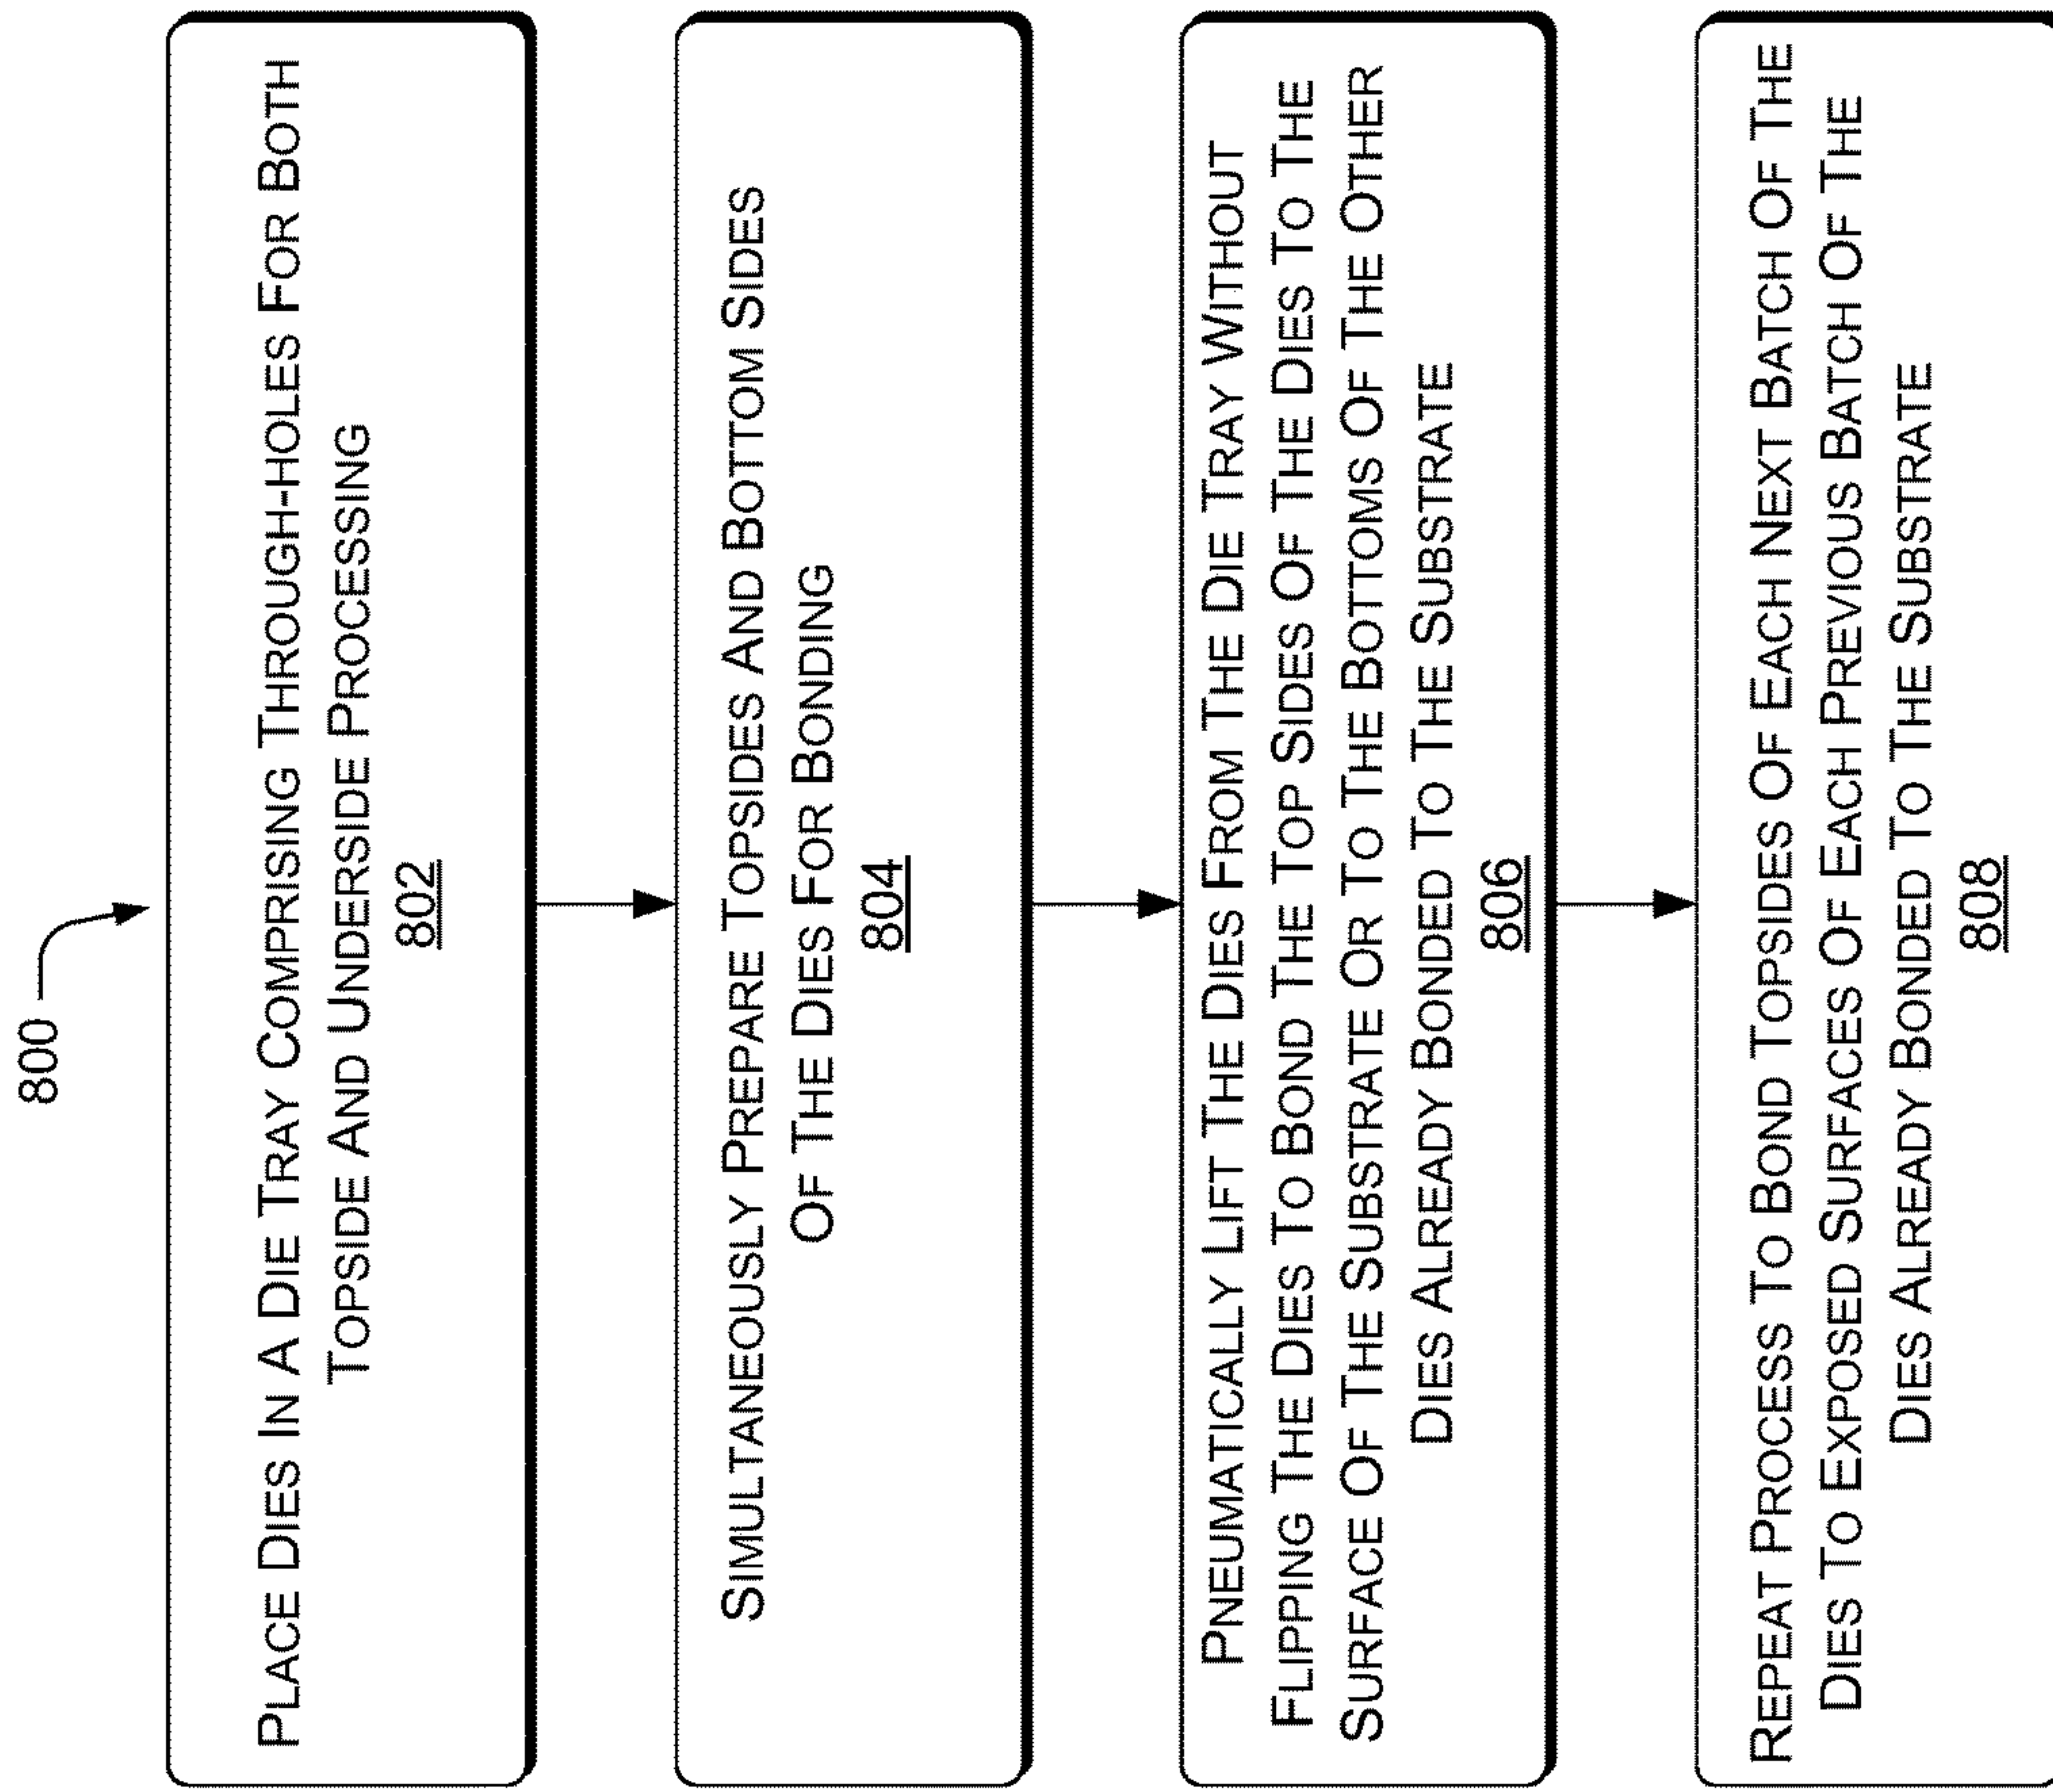 800
PLACE DIES IN A DIE TRAY COMPRISING THROUGH-HOLES FOR BOTH
TOPSIDE AND UNDERSIDE PROCESSING
802
SIMULTANEOUSLY PREPARE TOPSIDES AND BOTTOM SIDES
OF THE DIES FOR BONDING
804
PNEUMATICALLY LIFT THE DIES FROM THE DIE TRAY WITHOUT
FLIPPING THE DIES TO BOND THE TOP SIDES OF THE DIES TO THE
SURFACE OF THE SUBSTRATE OR TO THE BOTTOMS OF THE OTHER
DIES ALREADY BONDED TO THE SUBSTRATE
806
REPEAT PROCESS TO BOND TOPSIDES OF EACH NEXT BATCH OF THE
DIES TO EXPOSED SURFACES OF EACH PREVIOUS BATCH OF THE
DIES ALREADY BONDED TO THE SUBSTRATE
808